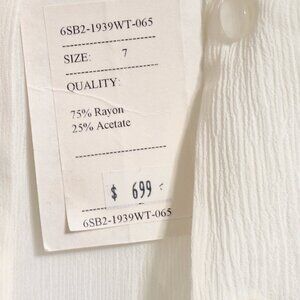 6SB2-1939WT-065
SIZE: 7
QUALITY:
75% Rayon
25% Acetate
$ 699
6SB2-1939WT-065